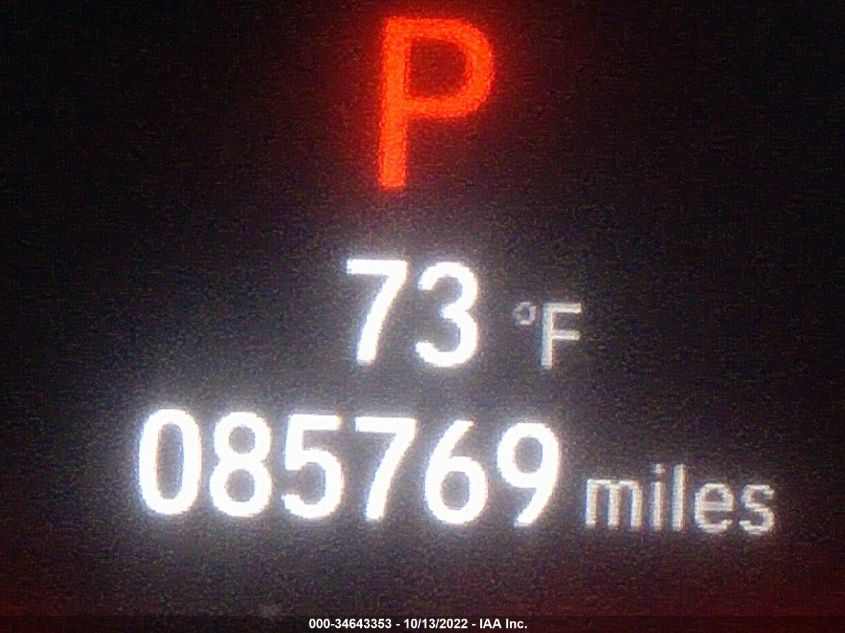 P
73 °F
085769 miles
000-34643353 - 10/13/2022 - IAA Inc.